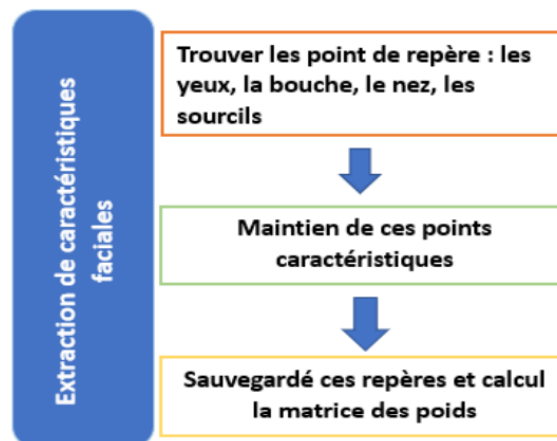 Extraction de caractéristiques
faciales
Trouver les point de repère : les
yeux, la bouche, le nez, les
sourcils
Maintien de ces points
caractéristiques
Sauvegardé ces repères et calcul
la matrice des poids